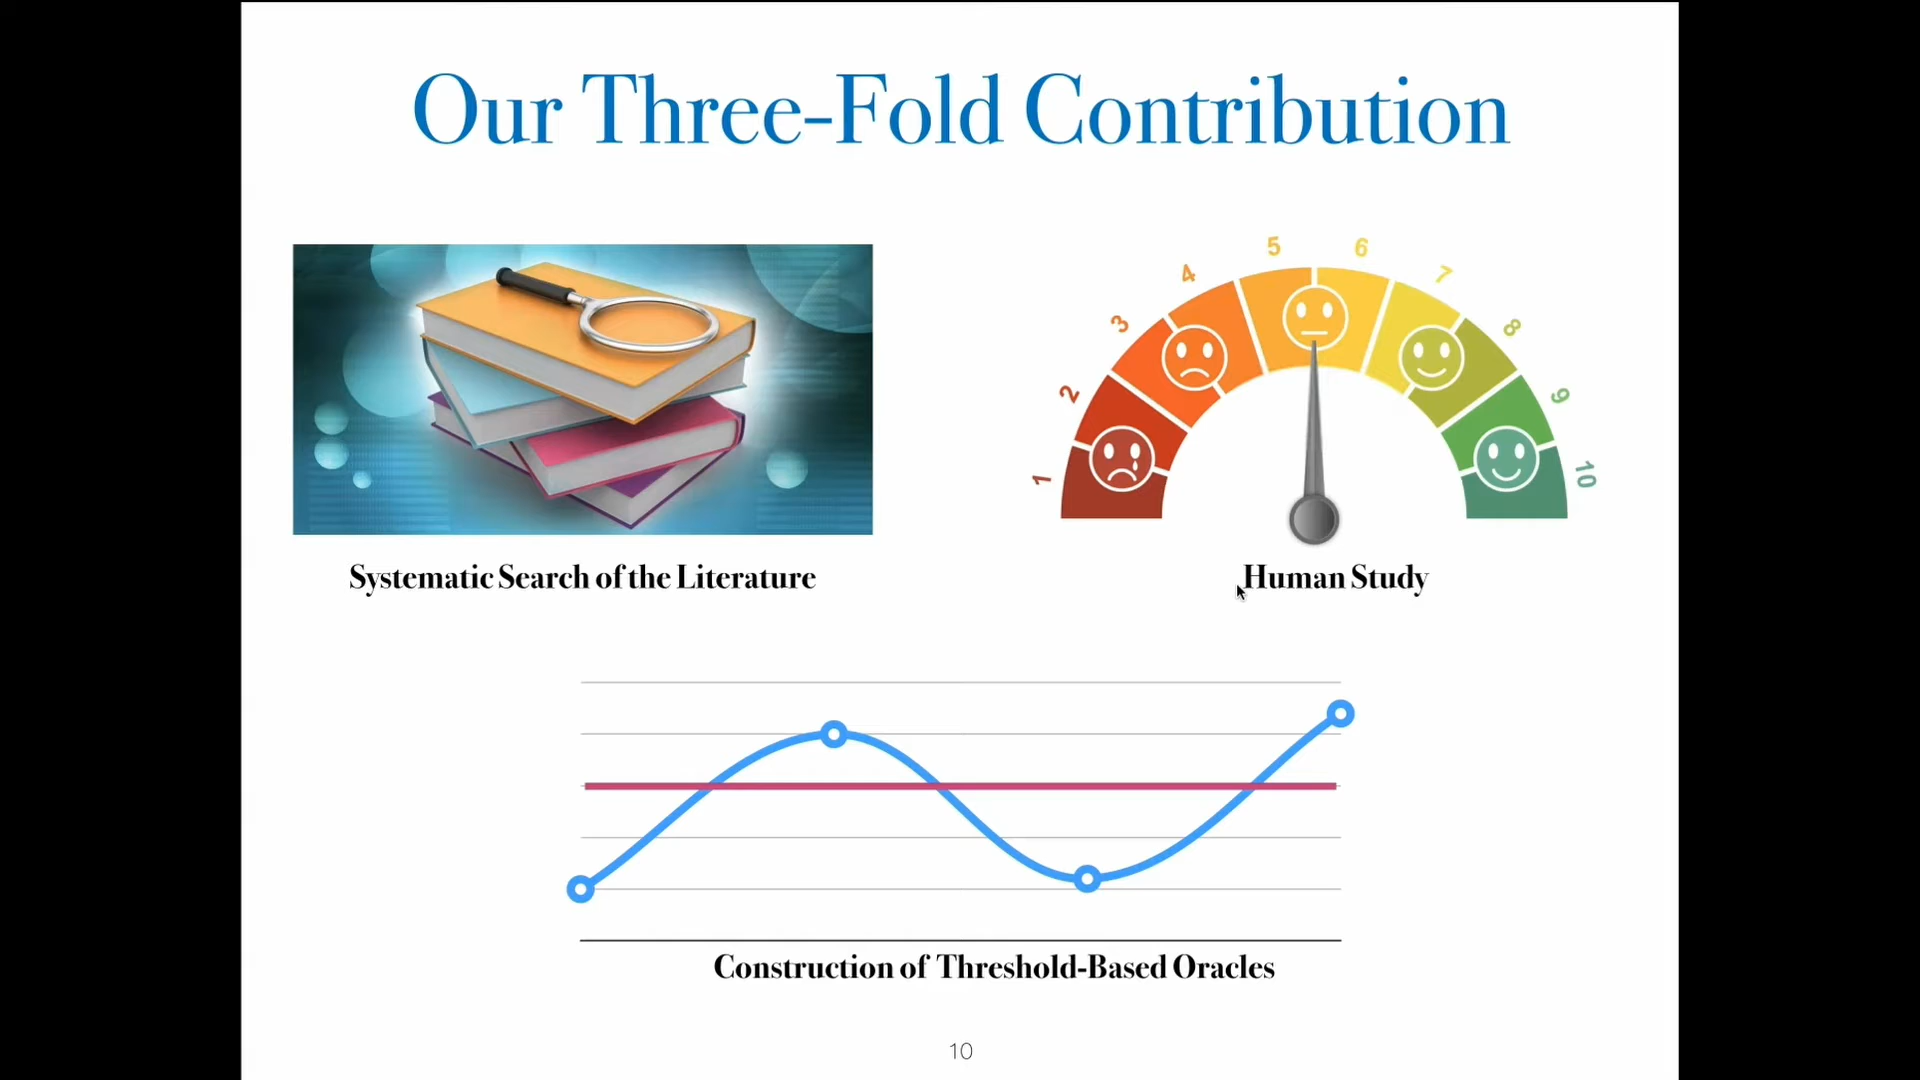 Our Three-Fold Contribution
1
2
3
4
5
6
7
8
9
10
Systematic Search of the Literature
Human Study
Construction of Threshold-Based Oracles
10